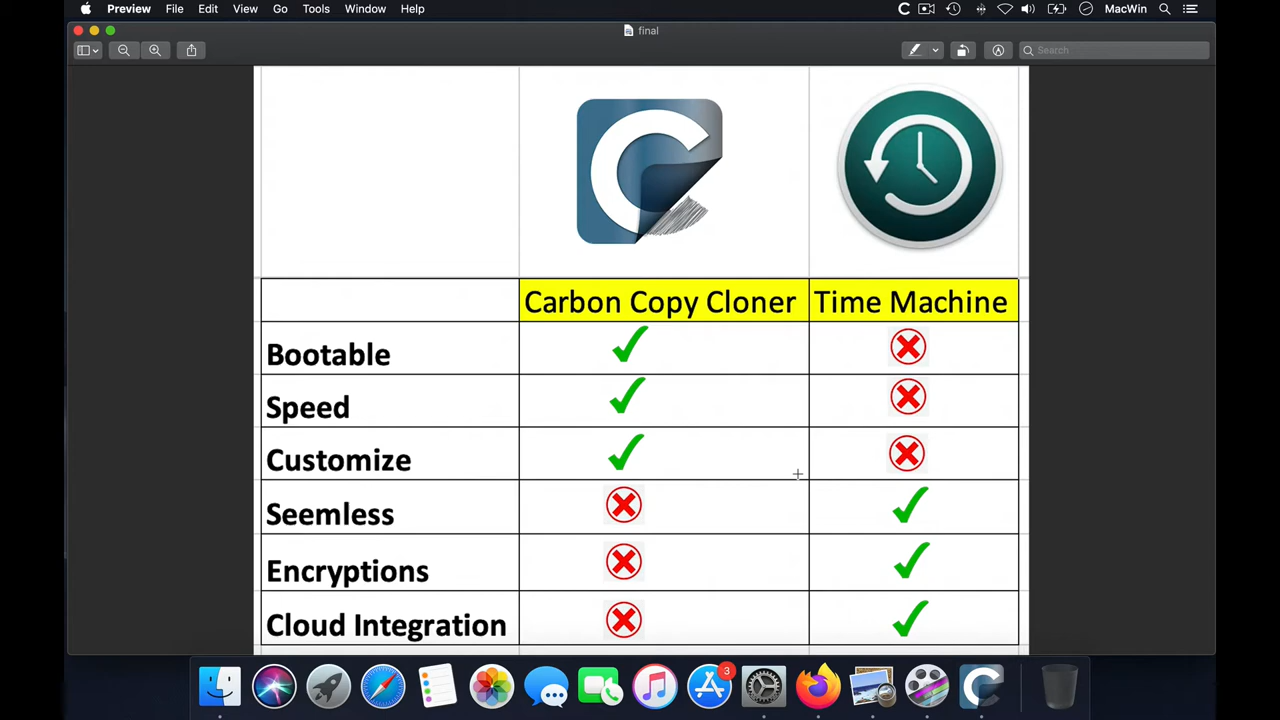 Preview File Edit View Go Tools Window Help MacWin
final
Search
Carbon Copy Cloner Time Machine
Bootable
Speed
Customize
Seemless
Encryptions
Cloud Integration
3